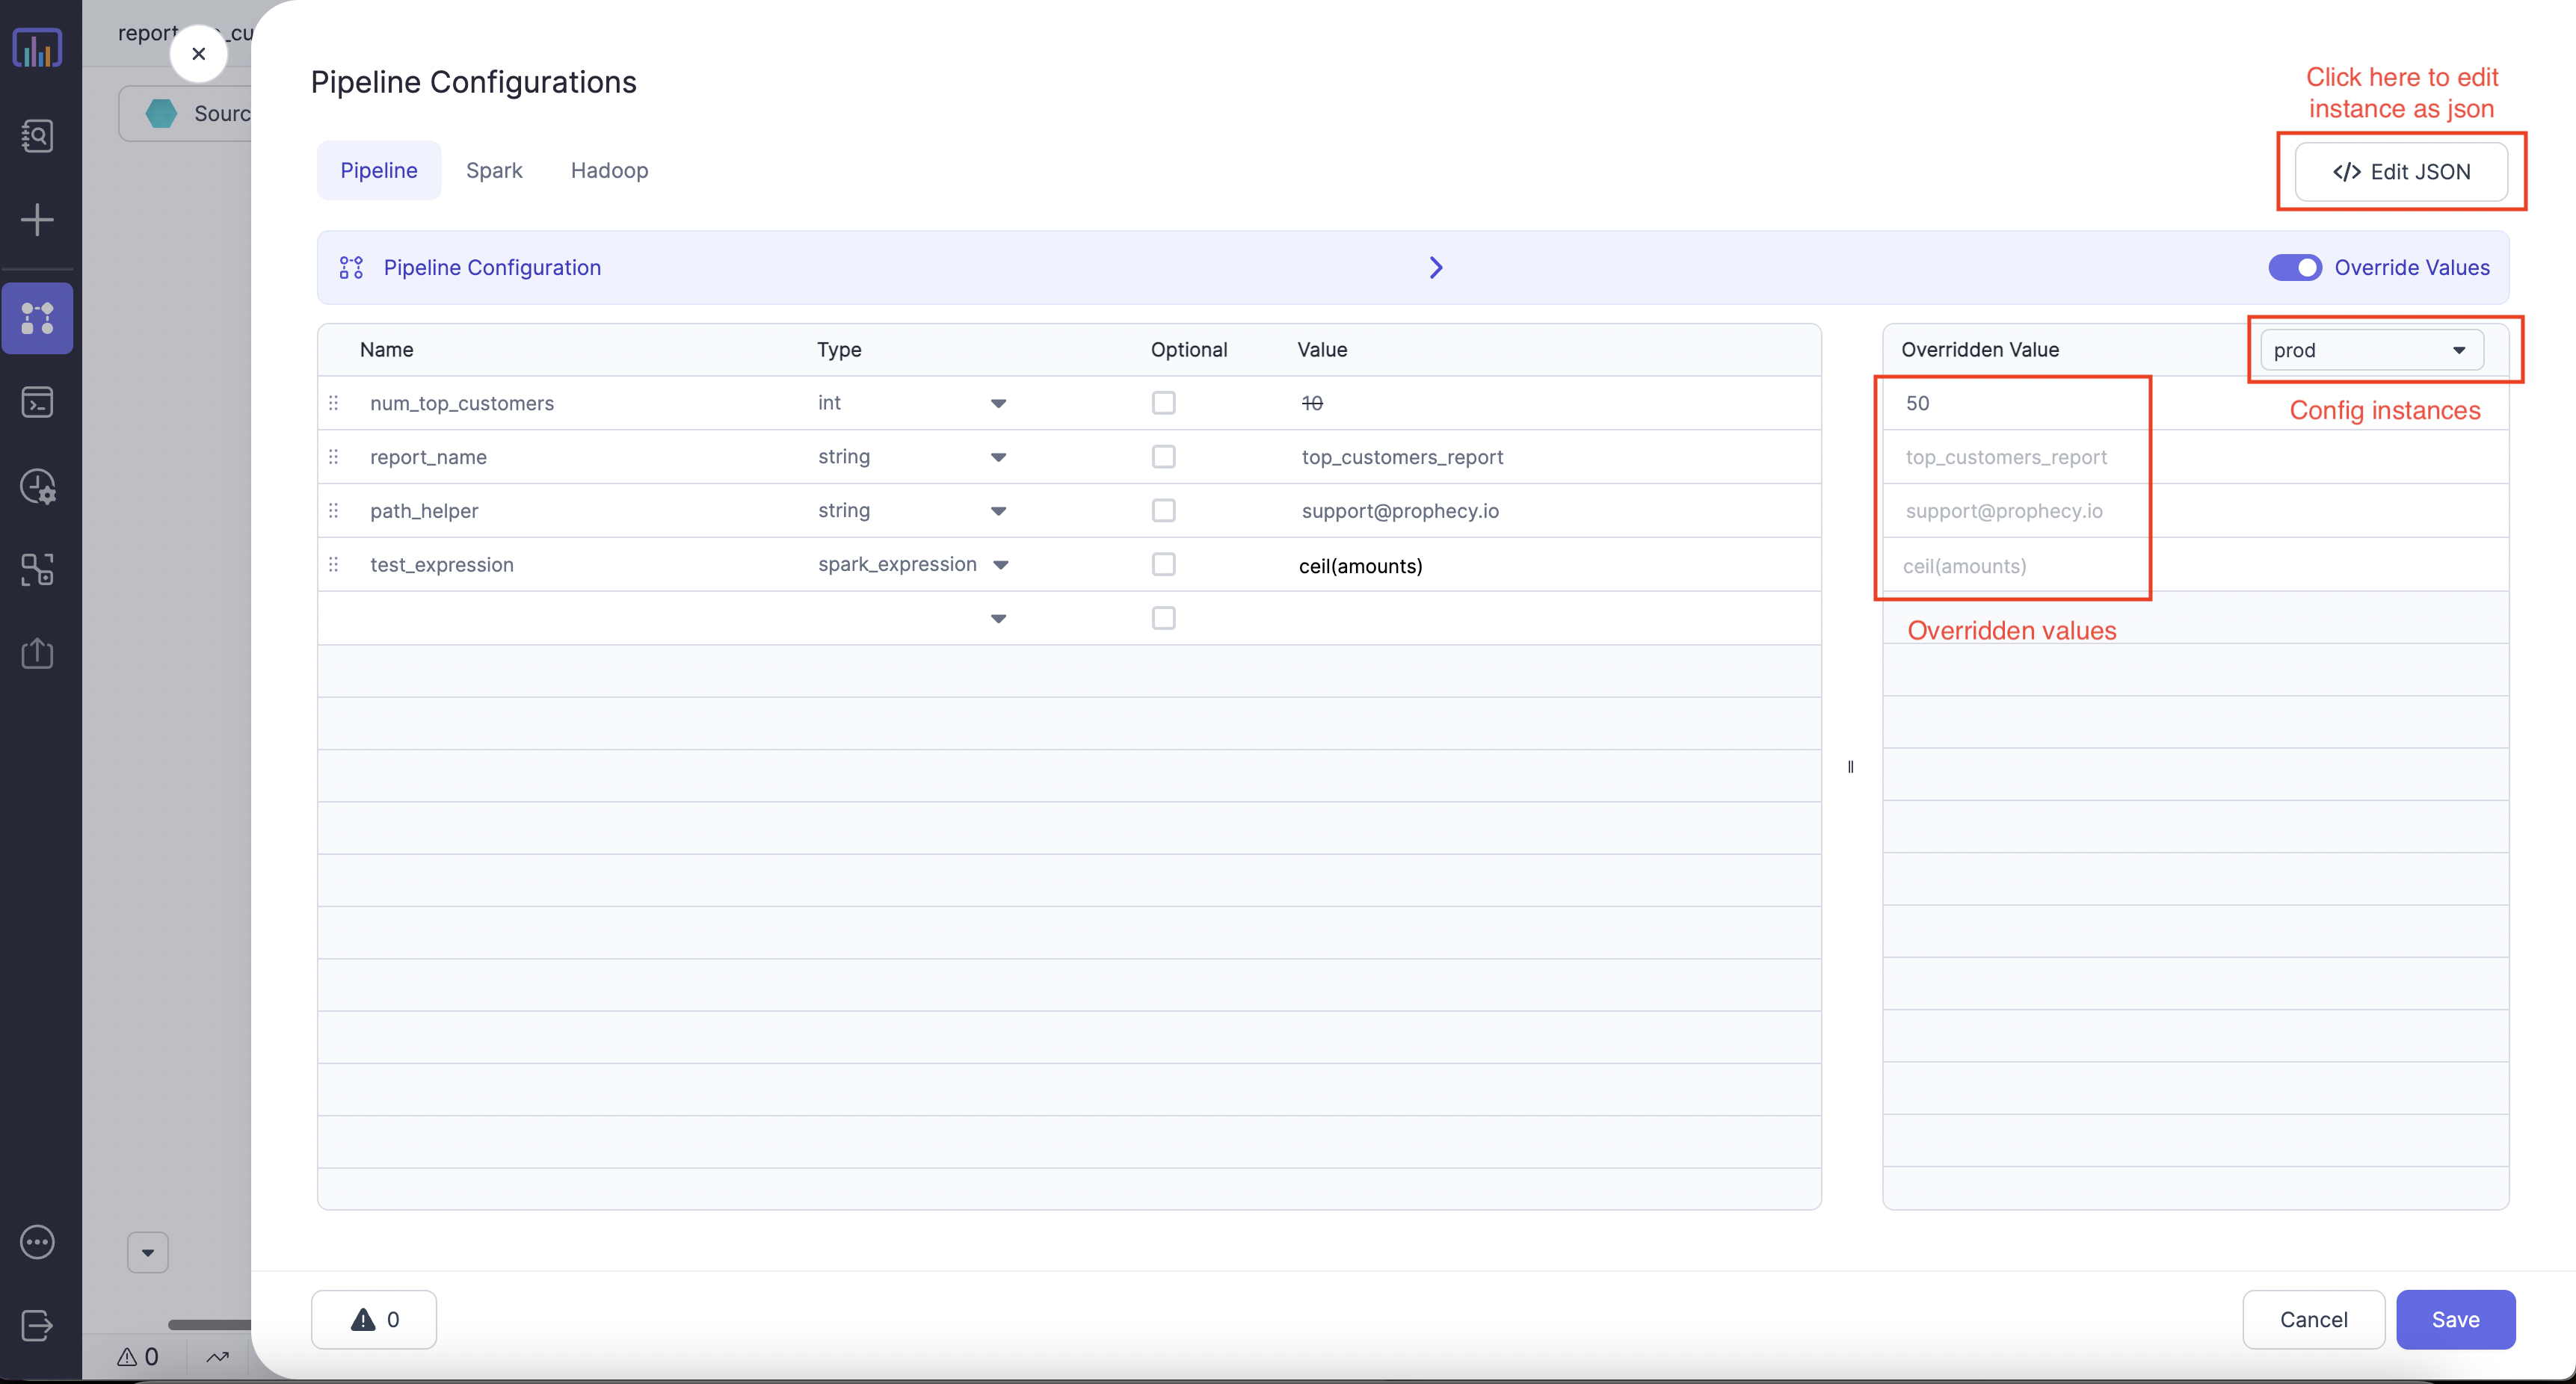 report
_cu
Click here to edit
instance as json
Pipeline Configurations
Sourc
Pipeline Spark Hadoop
</> Edit JSON
Pipeline Configuration
Override Values
Name Type Optional Value
Overridden Value prod
num_top_customers int 10
50
Config instances
report_name string top_customers_report
top_customers_report
path_helper string support@prophecy.io
support@prophecy.io
test_expression spark_expression ceil(amounts)
ceil(amounts)
Overridden values
0
Cancel Save
0